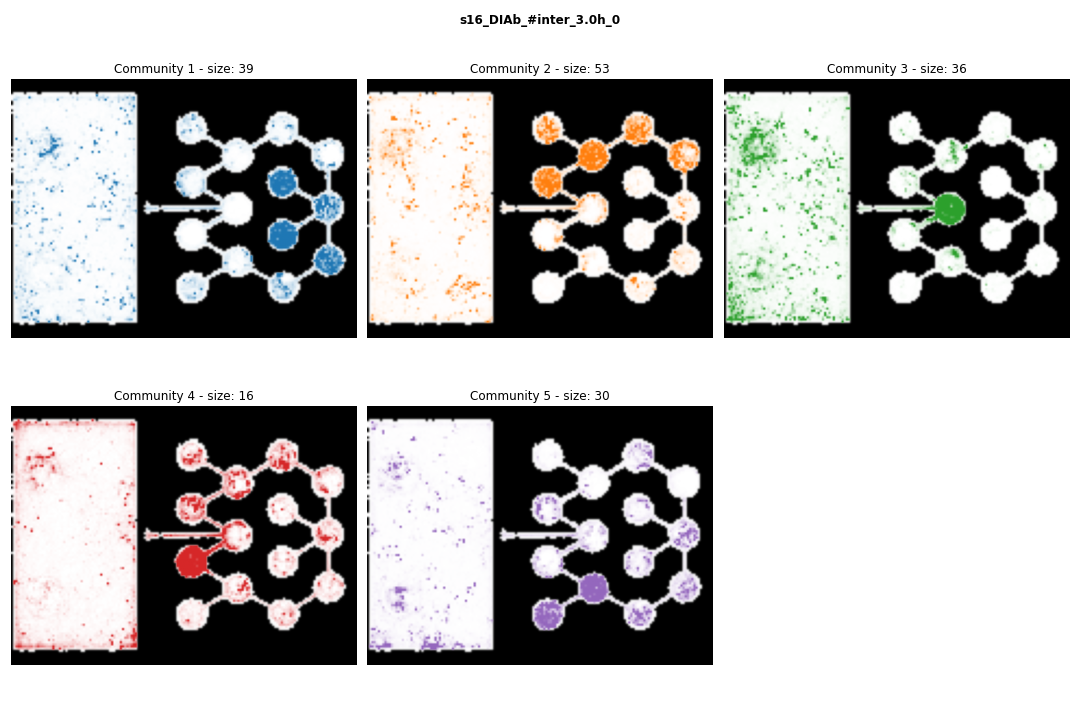 s16_DIAb_#inter_3.0h_0
Community 1 - size: 39
Community 2 - size: 53
Community 3 - size: 36
Community 4 - size: 16
Community 5 - size: 30